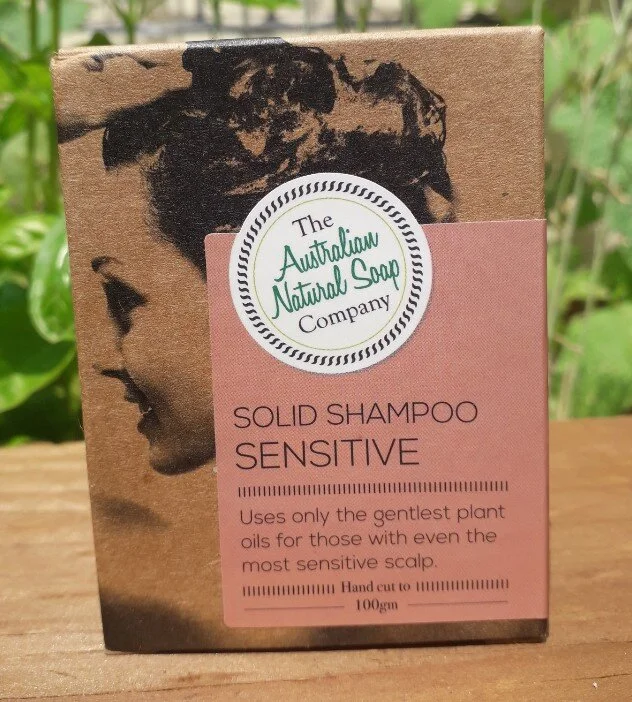 The
Australian
Natural Soap
Company
SOLID SHAMPOO
SENSITIVE
Uses only the gentlest plant
oils for those with even the
most sensitive scalp.
Hand cut to
100gm